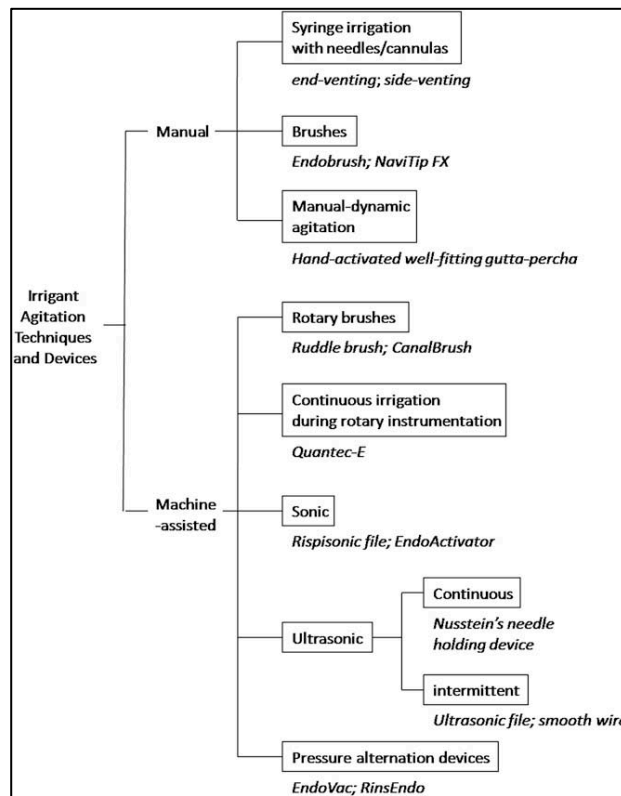 Syringe irrigation
with needles/cannulas
end-venting; side-venting
Manual
Brushes
Endobrush; NaviTip FX
Manual-dynamic
agitation
Hand-activated well-fitting gutta-percha
Irrigant
Agitation
Techniques
and Devices
Rotary brushes
Ruddle brush; CanalBrush
Continuous irrigation
during rotary instrumentation
Quantec-E
Machine
-assisted
Sonic
Rispisonic file; EndoActivator
Ultrasonic
Continuous
Nusstein's needle
holding device
intermittent
Ultrasonic file; smooth wire
Pressure alternation devices
EndoVac; RinsEndo